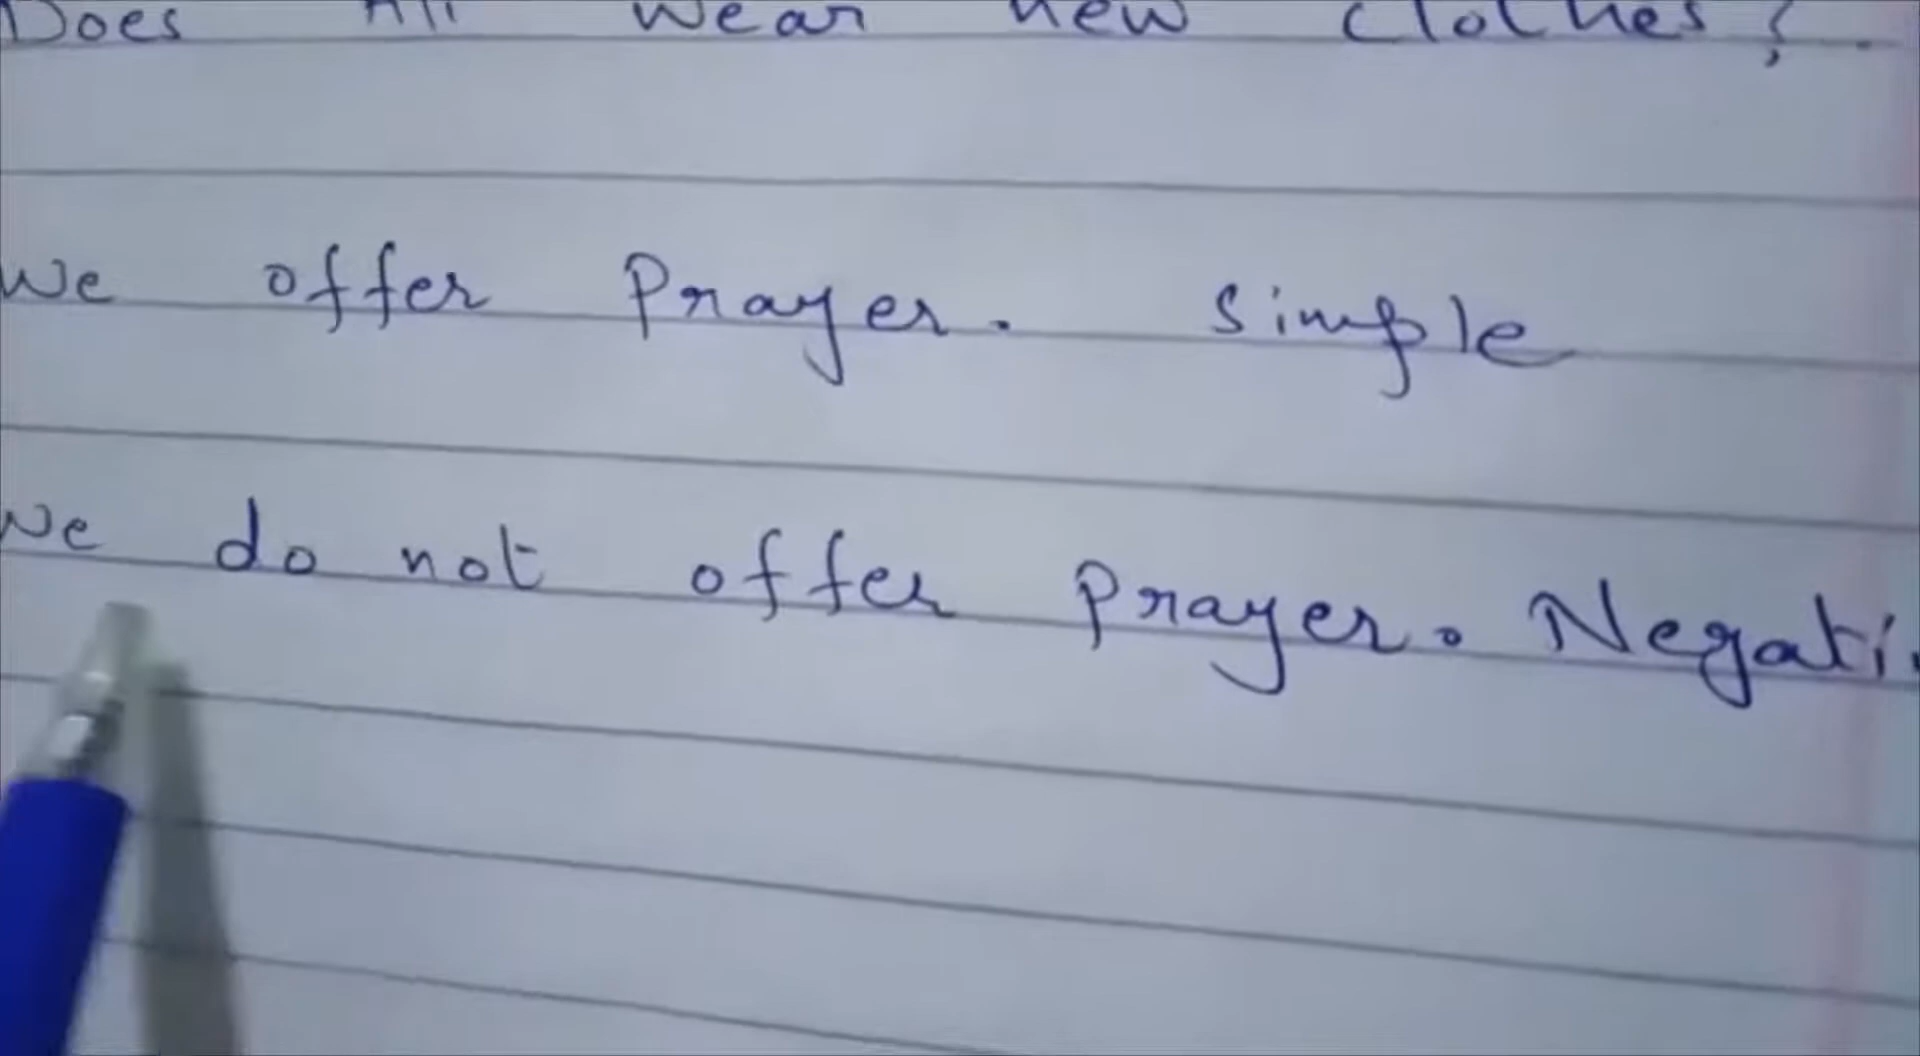 Does Ali wear new clothes?
We offer Prayer. Simple
We do not offer prayer. Negati